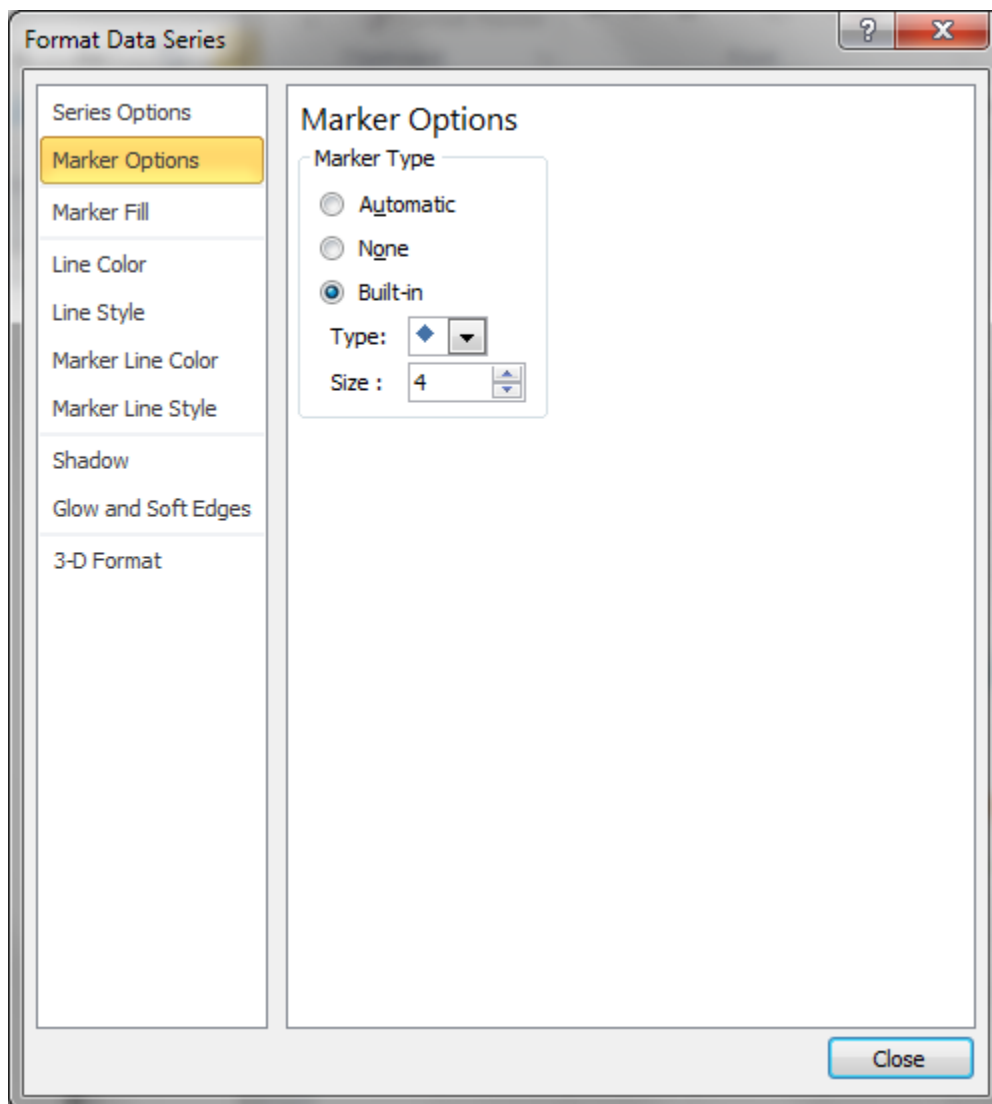 Format Data Series
?
Series Options
Marker Options
Marker Fill
Line Color
Line Style
Marker Line Color
Marker Line Style
Shadow
Glow and Soft Edges
3-D Format
Marker Options
Marker Type
Automatic
None
Built-in
Type:
Size : 4
Close